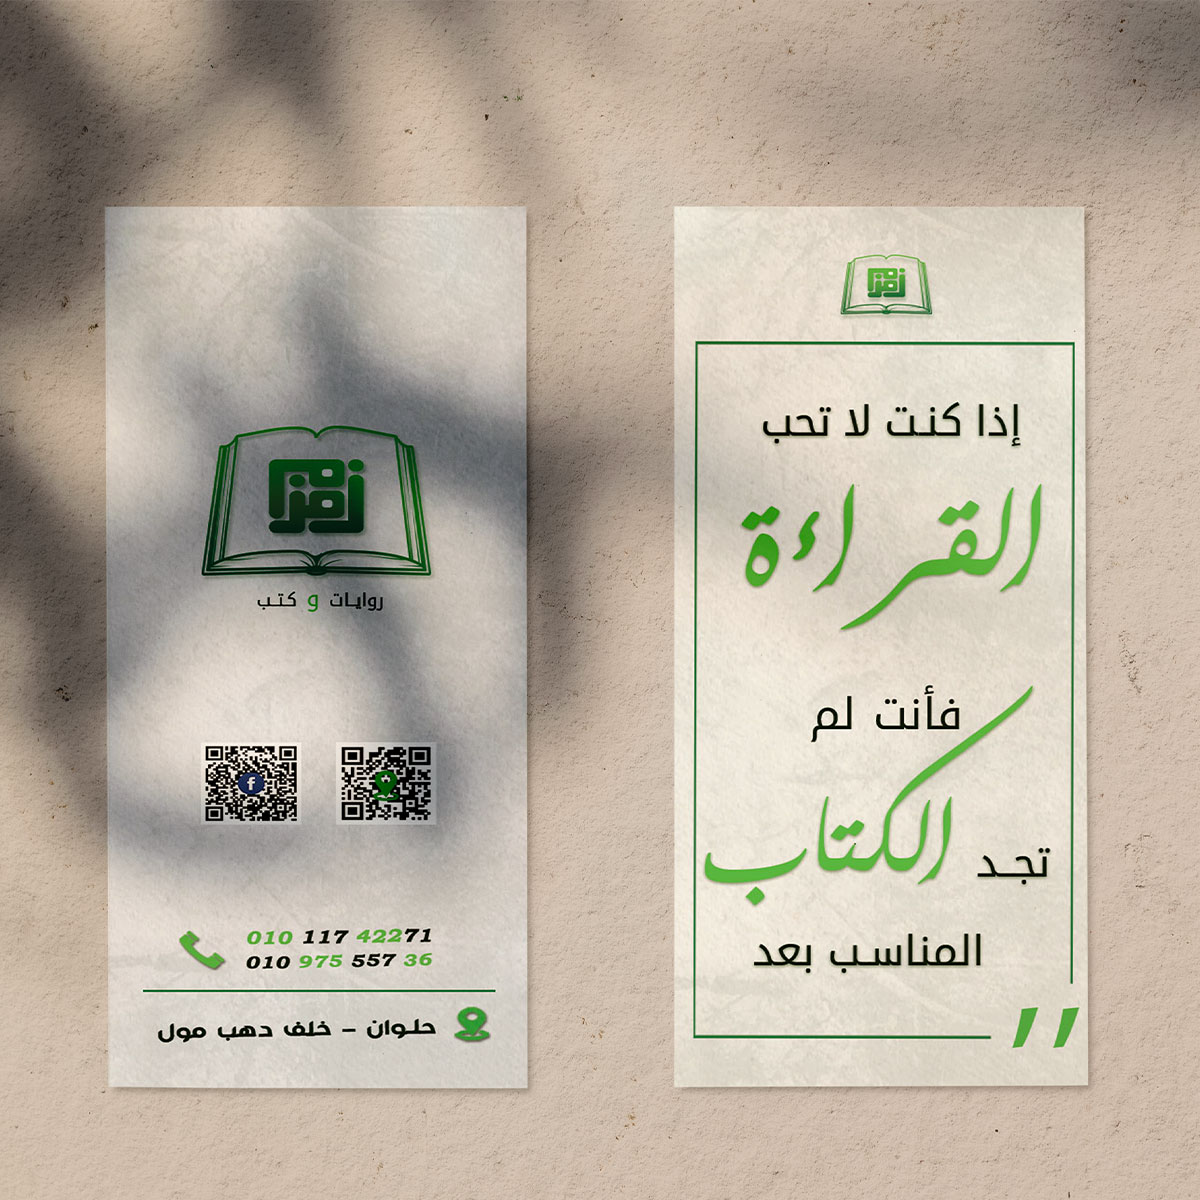 زمزم
إذا كنت لا تحب
القراءة
فأنت لم
تجد الكتاب
المناسب بعد
زمزم
روايات و كتب
010 117 42271
010 975 557 36
حلوان - خلف دهب مول